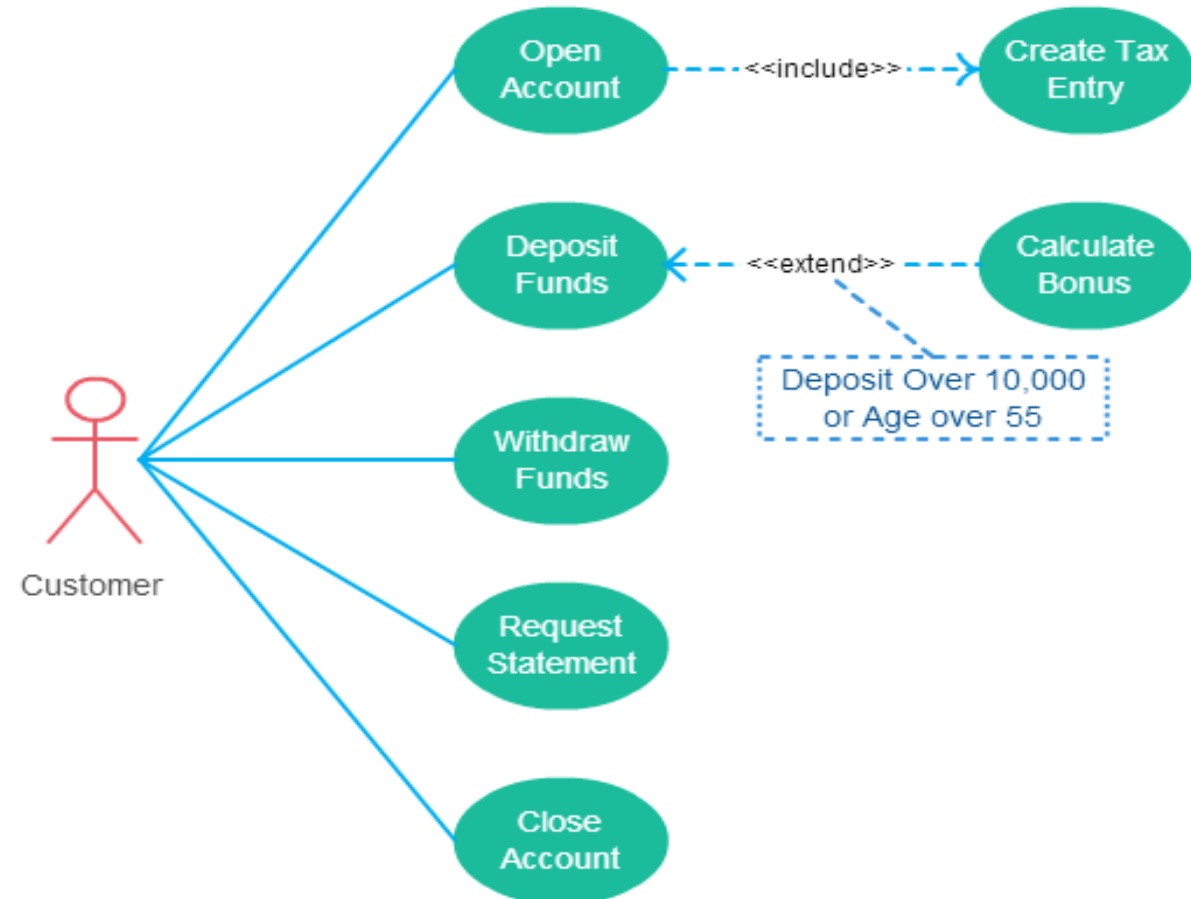 Open
Account
<<include>>
Create Tax
Entry
Deposit
Funds
<<extend>>
Calculate
Bonus
Deposit Over 10,000
or Age over 55
Withdraw
Funds
Customer
Request
Statement
Close
Account